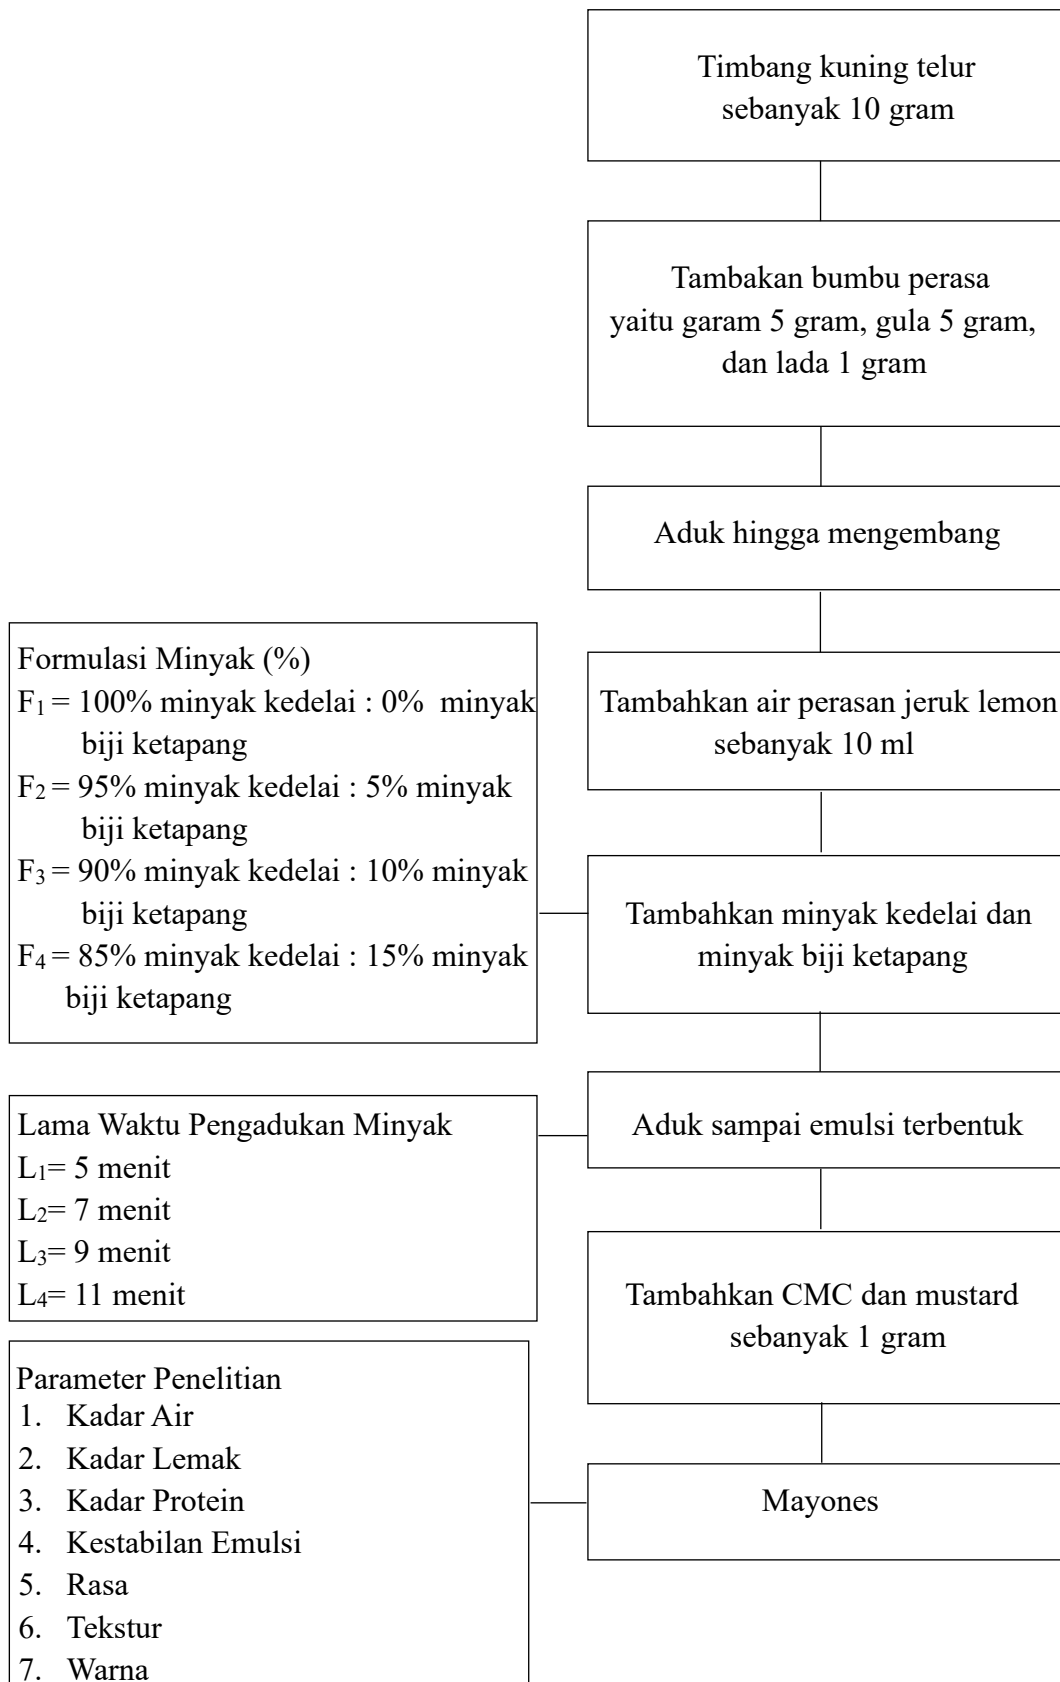 Timbang kuning telur
sebanyak 10 gram
Tambakan bumbu perasa
yaitu garam 5 gram, gula 5 gram,
dan lada 1 gram
Aduk hingga mengembang
Tambahkan air perasan jeruk lemon
sebanyak 10 ml
Formulasi Minyak (%)
F₁ = 100% minyak kedelai : 0% minyak
biji ketapang
F₂ = 95% minyak kedelai : 5% minyak
biji ketapang
F₃ = 90% minyak kedelai : 10% minyak
biji ketapang
F₄ = 85% minyak kedelai : 15% minyak
biji ketapang
Tambahkan minyak kedelai dan
minyak biji ketapang
Lama Waktu Pengadukan Minyak
L₁= 5 menit
L₂= 7 menit
L₃= 9 menit
L₄= 11 menit
Aduk sampai emulsi terbentuk
Tambahkan CMC dan mustard
sebanyak 1 gram
Parameter Penelitian
1. Kadar Air
2. Kadar Lemak
3. Kadar Protein
4. Kestabilan Emulsi
5. Rasa
6. Tekstur
7. Warna
Mayones